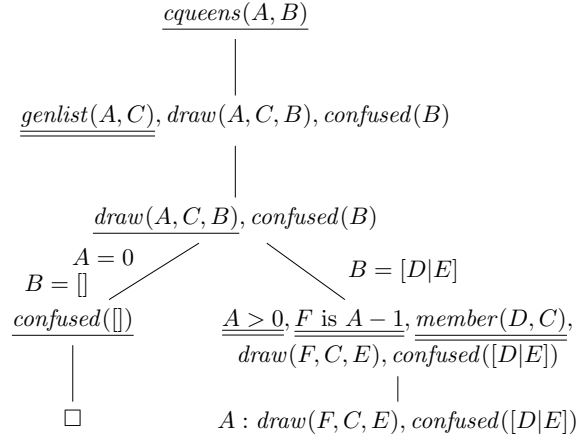 cqueens(A, B)
genlist(A, C), draw(A, C, B), confused(B)
draw(A, C, B), confused(B)
A = 0
B = []
B = [D|E]
confused([])
A > 0, F is A − 1, member(D, C),
draw(F, C, E), confused([D|E])
□
A : draw(F, C, E), confused([D|E])